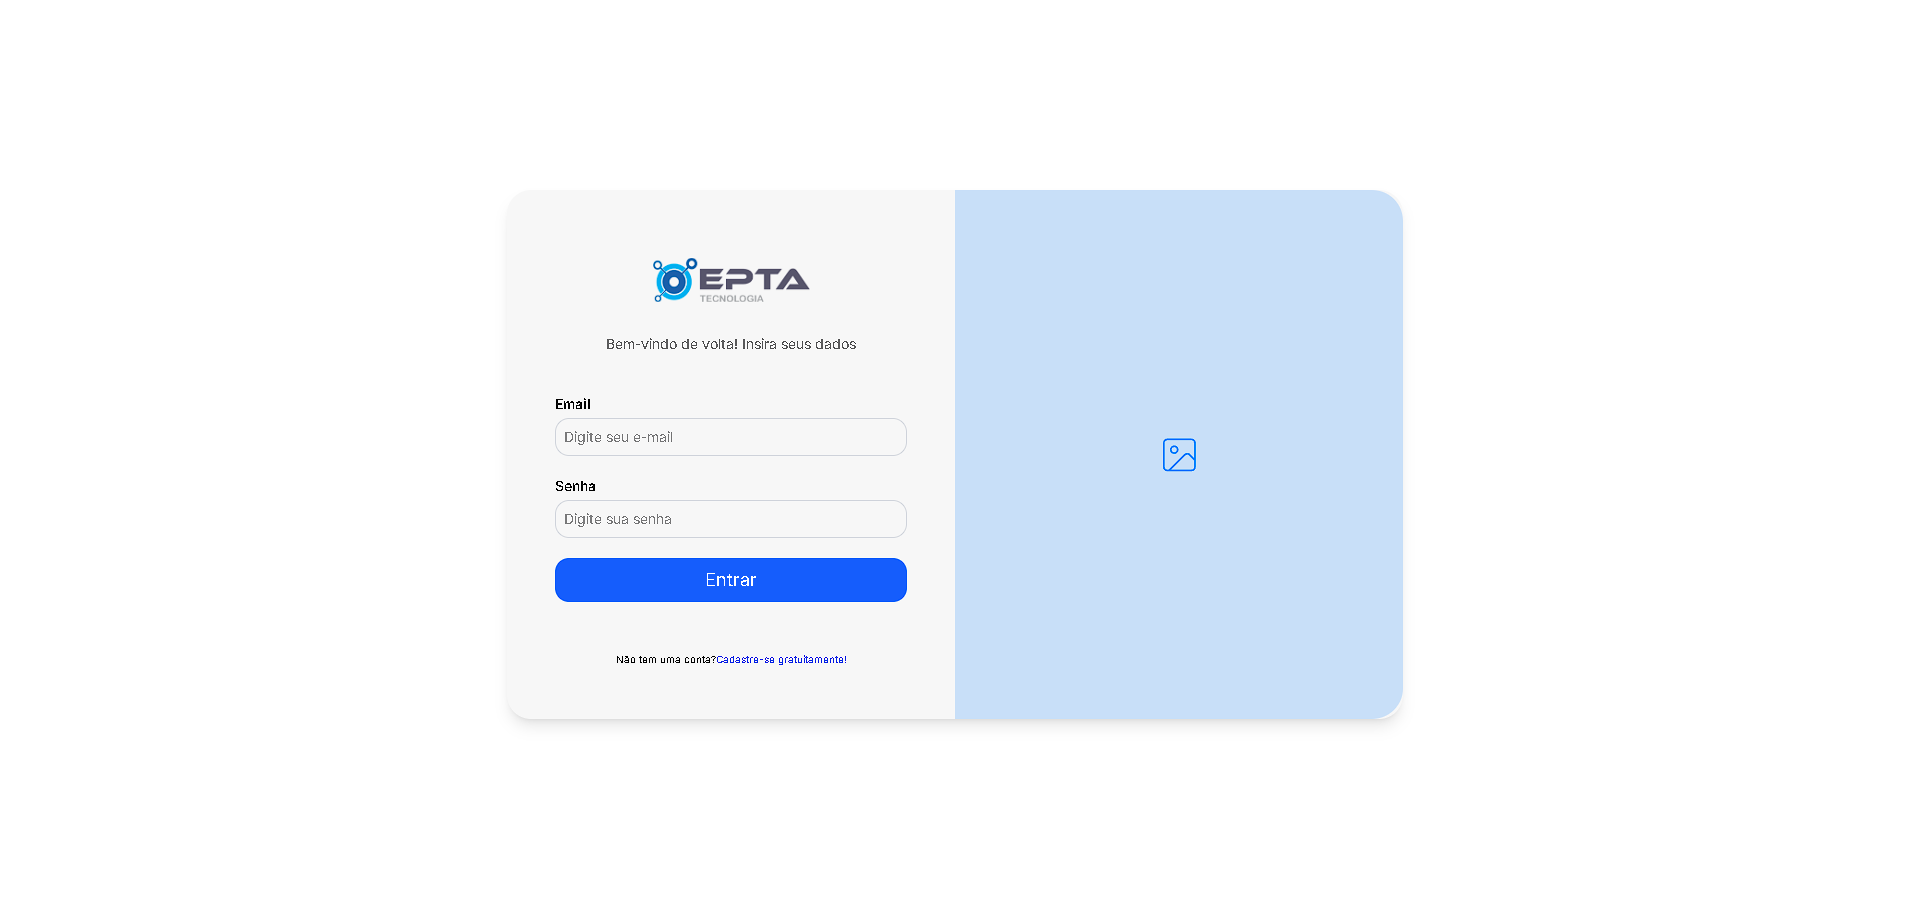 EPTA
TECNOLOGIA
Bem-vindo de volta! Insira seus dados
Email
Digite seu e-mail
Senha
Digite sua senha
Entrar
Não tem uma conta?Cadastre-se gratuitamente!